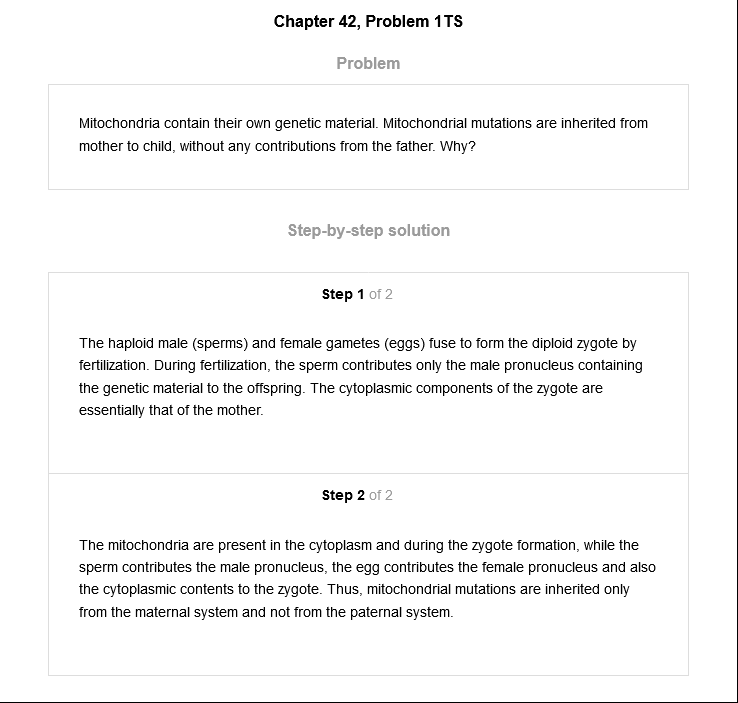 Chapter 42, Problem 1TS
Problem
Mitochondria contain their own genetic material. Mitochondrial mutations are inherited from
mother to child, without any contributions from the father. Why?
Step-by-step solution
Step 1 of 2
The haploid male (sperms) and female gametes (eggs) fuse to form the diploid zygote by
fertilization. During fertilization, the sperm contributes only the male pronucleus containing
the genetic material to the offspring. The cytoplasmic components of the zygote are
essentially that of the mother.
Step 2 of 2
The mitochondria are present in the cytoplasm and during the zygote formation, while the
sperm contributes the male pronucleus, the egg contributes the female pronucleus and also
the cytoplasmic contents to the zygote. Thus, mitochondrial mutations are inherited only
from the maternal system and not from the paternal system.